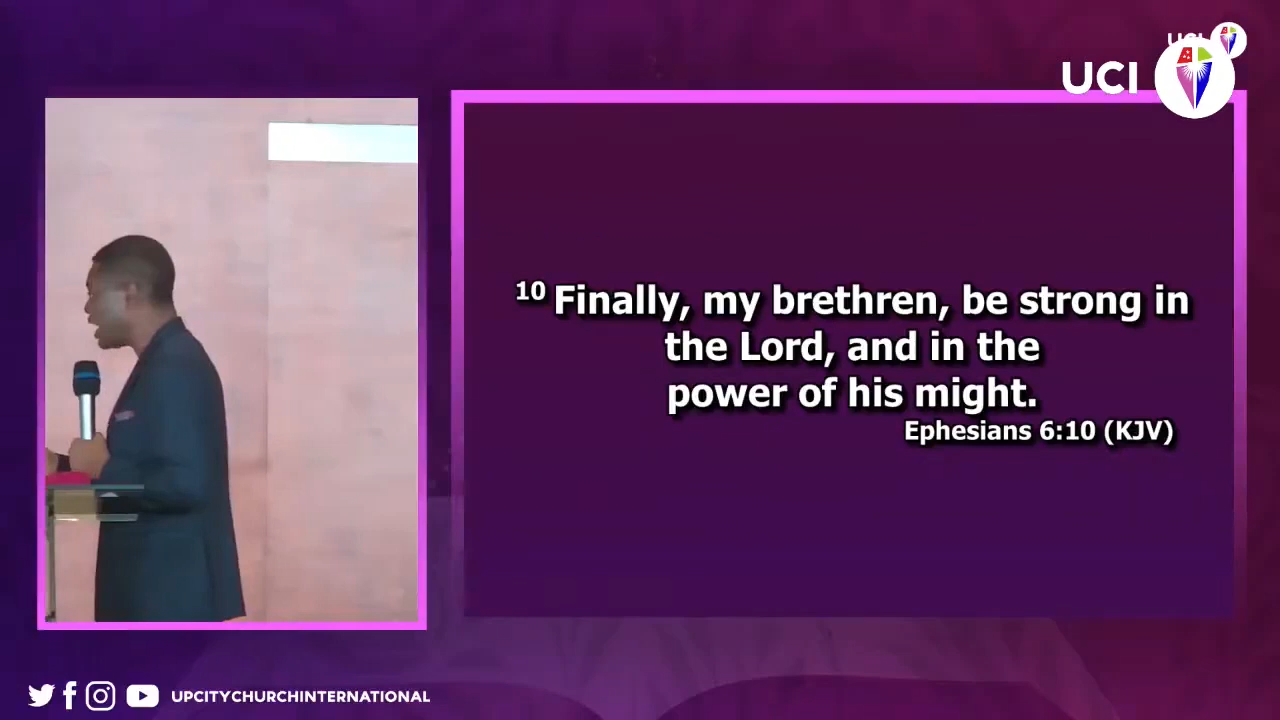 UCI
UCI
10 Finally, my brethren, be strong in
the Lord, and in the
power of his might.
Ephesians 6:10 (KJV)
UPCITYCHURCHINTERNATIONAL